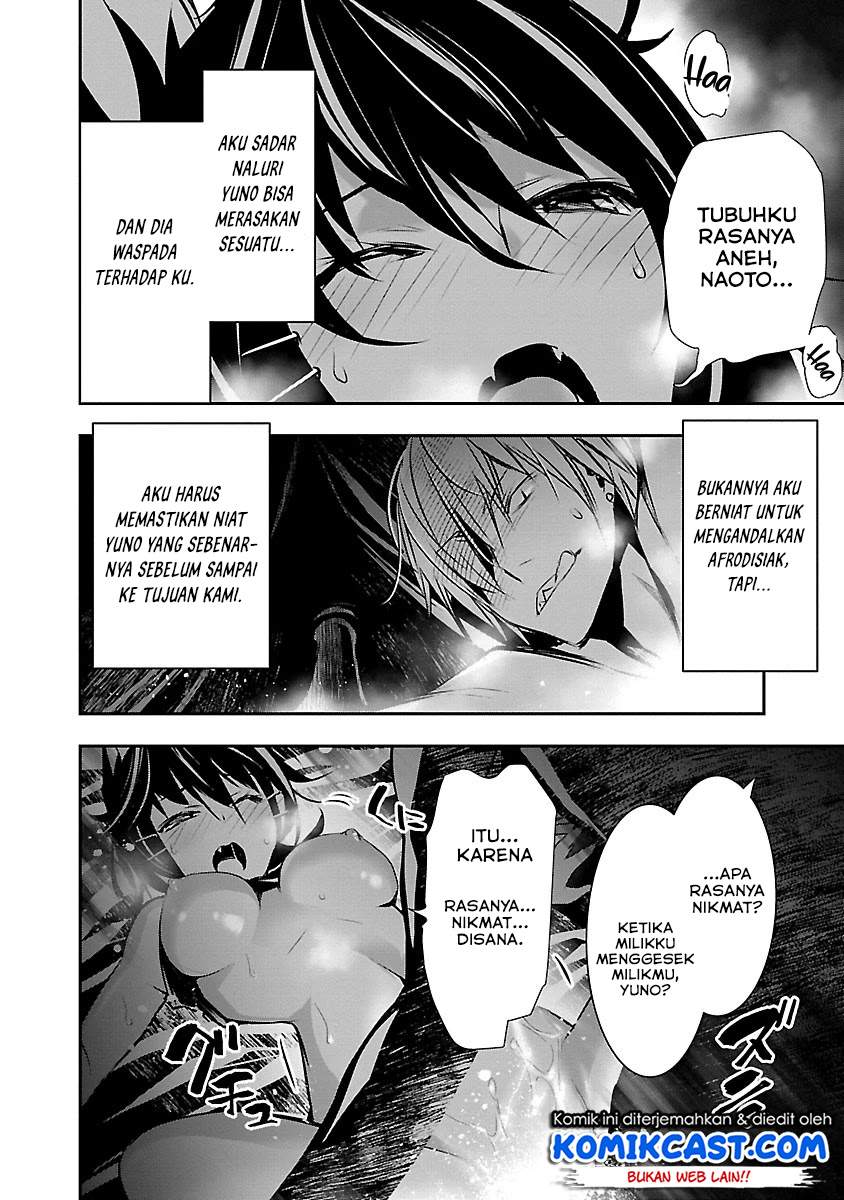 Haa
TUBUHKU
RASANYA
ANEH,
NAOTO...
Haa
AKU SADAR
NALURI
YUNO BISA
MERASAKAN
SESUATU...
DAN DIA
WASPADA
TERHADAP KU.
BUKANNYA AKU
BERNIAT UNTUK
MENGANDALKAN
AFRODISIAK,
TAPI...
AKU HARUS
MEMASTIKAN NIAT
YUNO YANG SEBENAR-
NYA SEBELUM SAMPAI
KE TUJUAN KAMI.
...APA
RASANYA
NIKMAT?
KETIKA
MILIKKU
MENGGESEK
MILIKMU,
YUNO?
ズニ
ITU...
KARENA
RASANYA...
NIKMAT...
DISANA.
くに
グチュ
Komik ini diterjemahkan & diedit oleh
KOMIKCAST.COM
BUKAN WEB LAIN!!